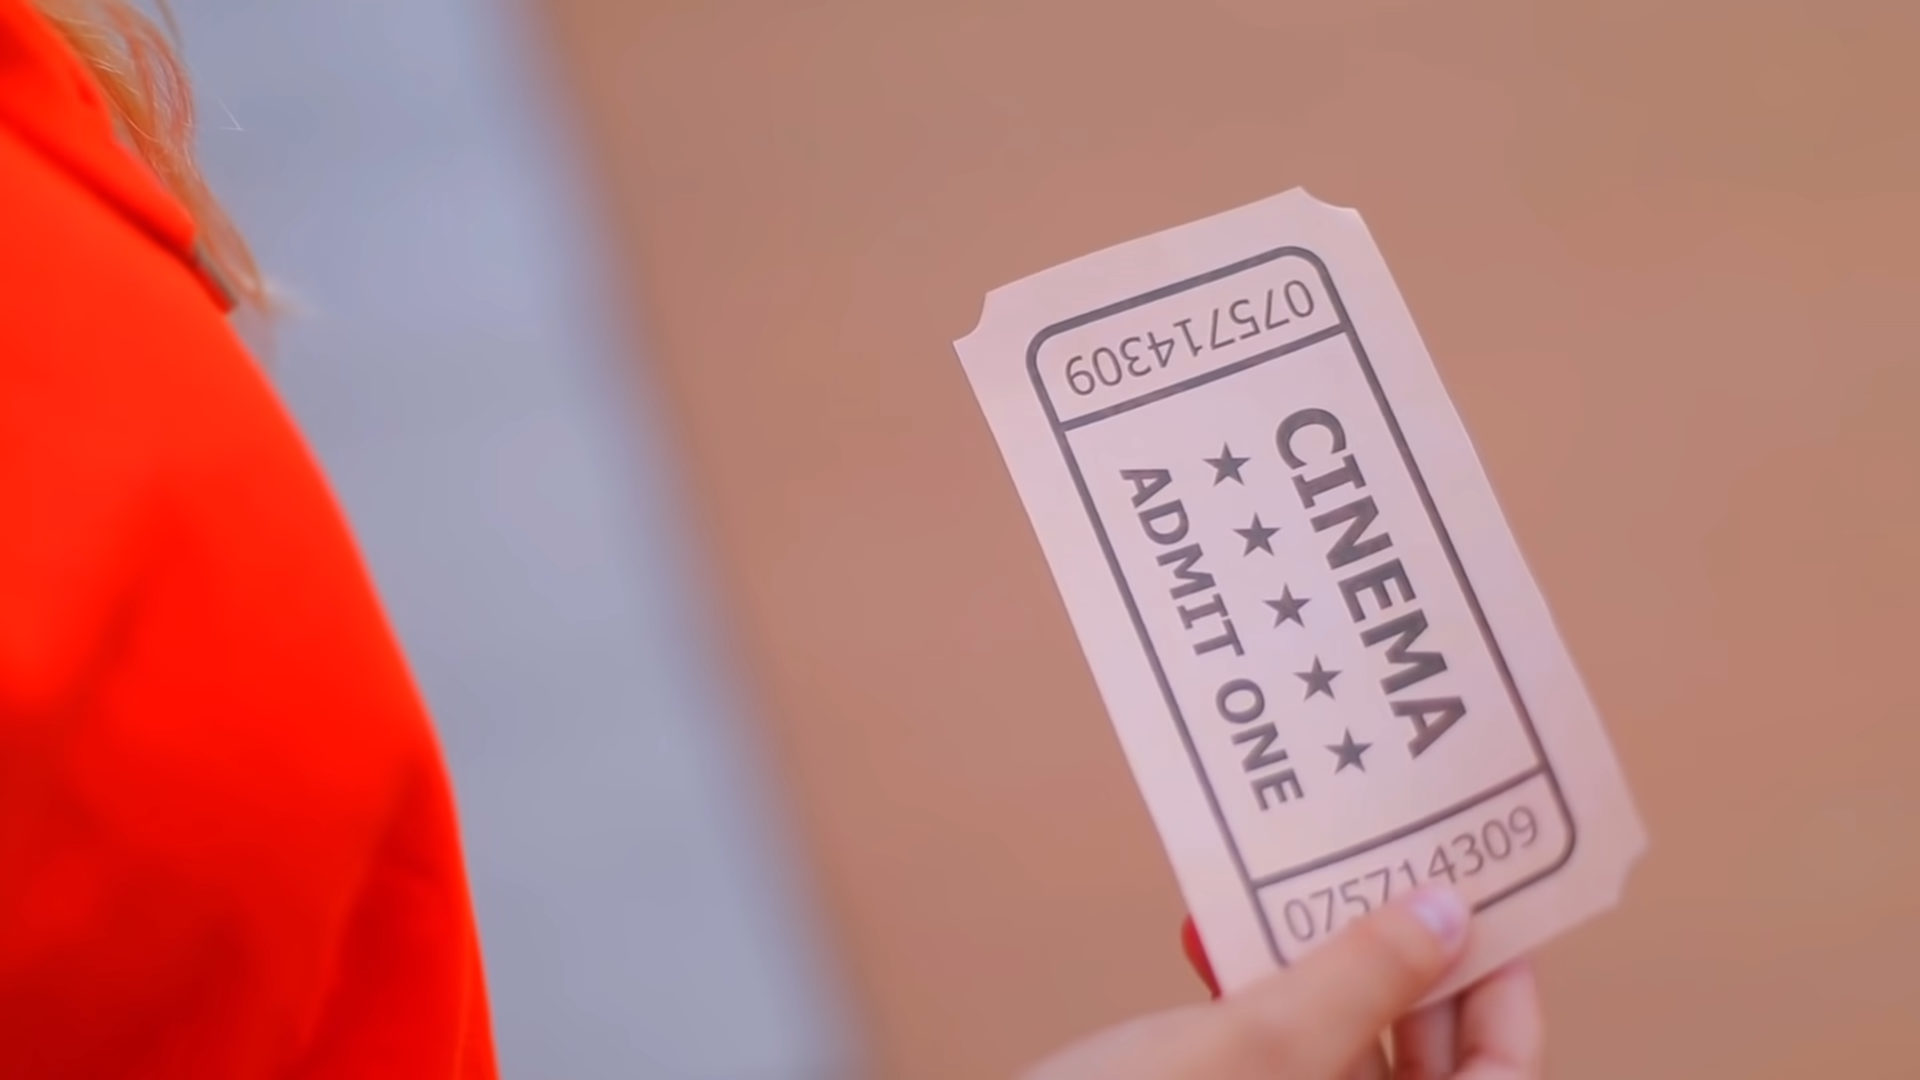 075714309
CINEMA
★ ★ ★ ★ ★
ADMIT ONE
075714309